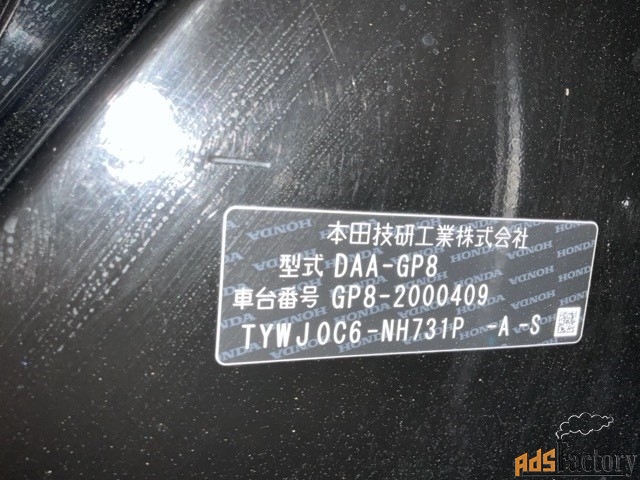 本田技研工業株式会社
型式 DAA-GP8
車台番号 GP8-2000409
TYWJ0C6-NH731P -A -S
adsFactory